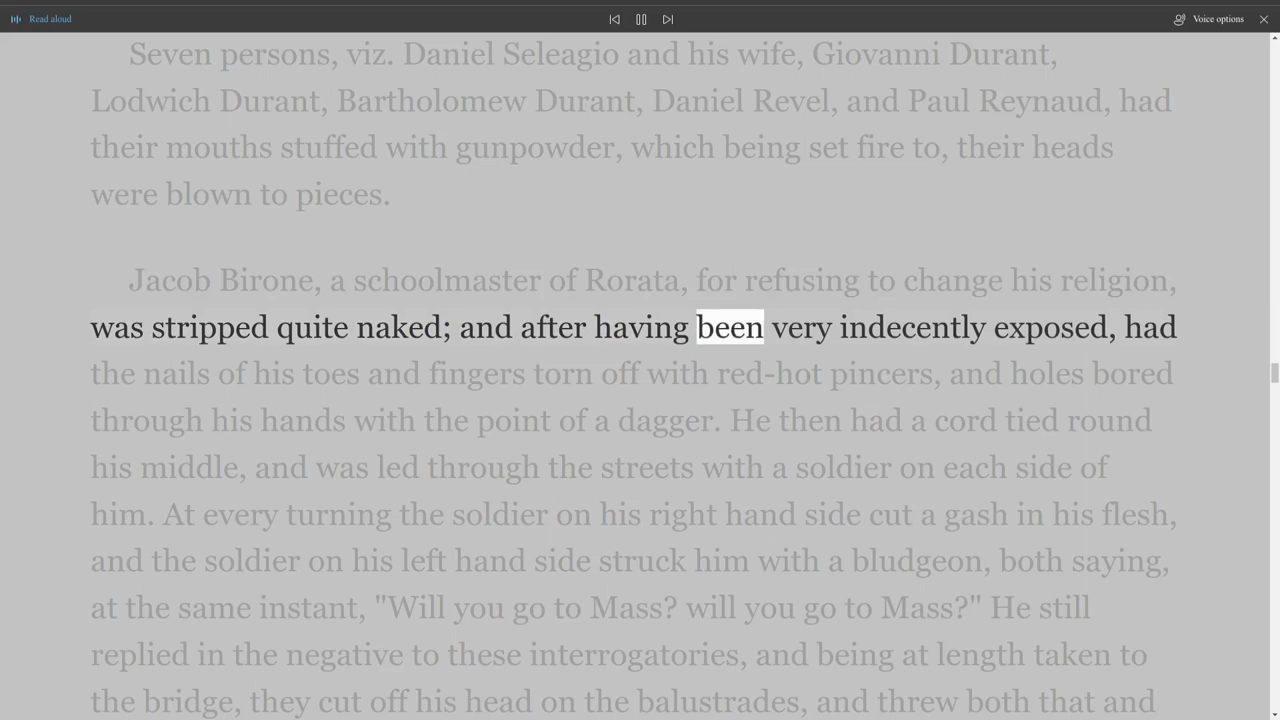 Read aloud
Voice options
Seven persons, viz. Daniel Seleagio and his wife, Giovanni Durant,
Lodwich Durant, Bartholomew Durant, Daniel Revel, and Paul Reynaud, had
their mouths stuffed with gunpowder, which being set fire to, their heads
were blown to pieces.
Jacob Birone, a schoolmaster of Rorata, for refusing to change his religion,
was stripped quite naked; and after having been very indecently exposed, had
the nails of his toes and fingers torn off with red-hot pincers, and holes bored
through his hands with the point of a dagger. He then had a cord tied round
his middle, and was led through the streets with a soldier on each side of
him. At every turning the soldier on his right hand side cut a gash in his flesh,
and the soldier on his left hand side struck him with a bludgeon, both saying,
at the same instant, "Will you go to Mass? will you go to Mass?" He still
replied in the negative to these interrogatories, and being at length taken to
the bridge, they cut off his head on the balustrades, and threw both that and